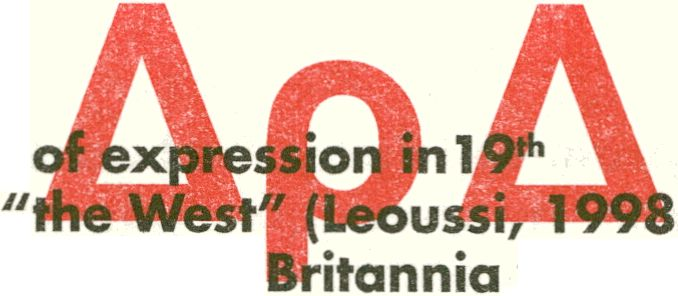 ΔρΔ
of expression in 19th
“the West” (Leoussi, 1998
Britannia